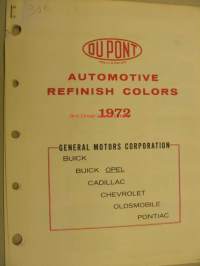 DU PONT
AUTOMOTIVE
REFINISH COLORS
1972
GENERAL MOTORS CORPORATION
BUICK
BUICK OPEL
CADILLAC
CHEVROLET
OLDSMOBILE
PONTIAC